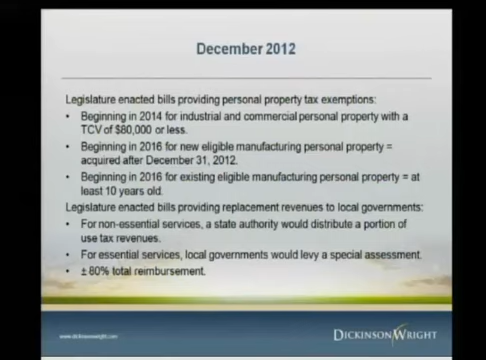 December 2012
Legislature enacted bills providing personal property tax exemptions:
• Beginning in 2014 for industrial and commercial personal property with a
TCV of $80,000 or less.
• Beginning in 2016 for new eligible manufacturing personal property =
acquired after December 31, 2012.
• Beginning in 2016 for existing eligible manufacturing personal property = at
least 10 years old.
Legislature enacted bills providing replacement revenues to local governments:
• For non-essential services, a state authority would distribute a portion of
use tax revenues.
• For essential services, local governments would levy a special assessment.
• ± 80% total reimbursement.
www.dickinsonwright.com
DICKINSON WRIGHT